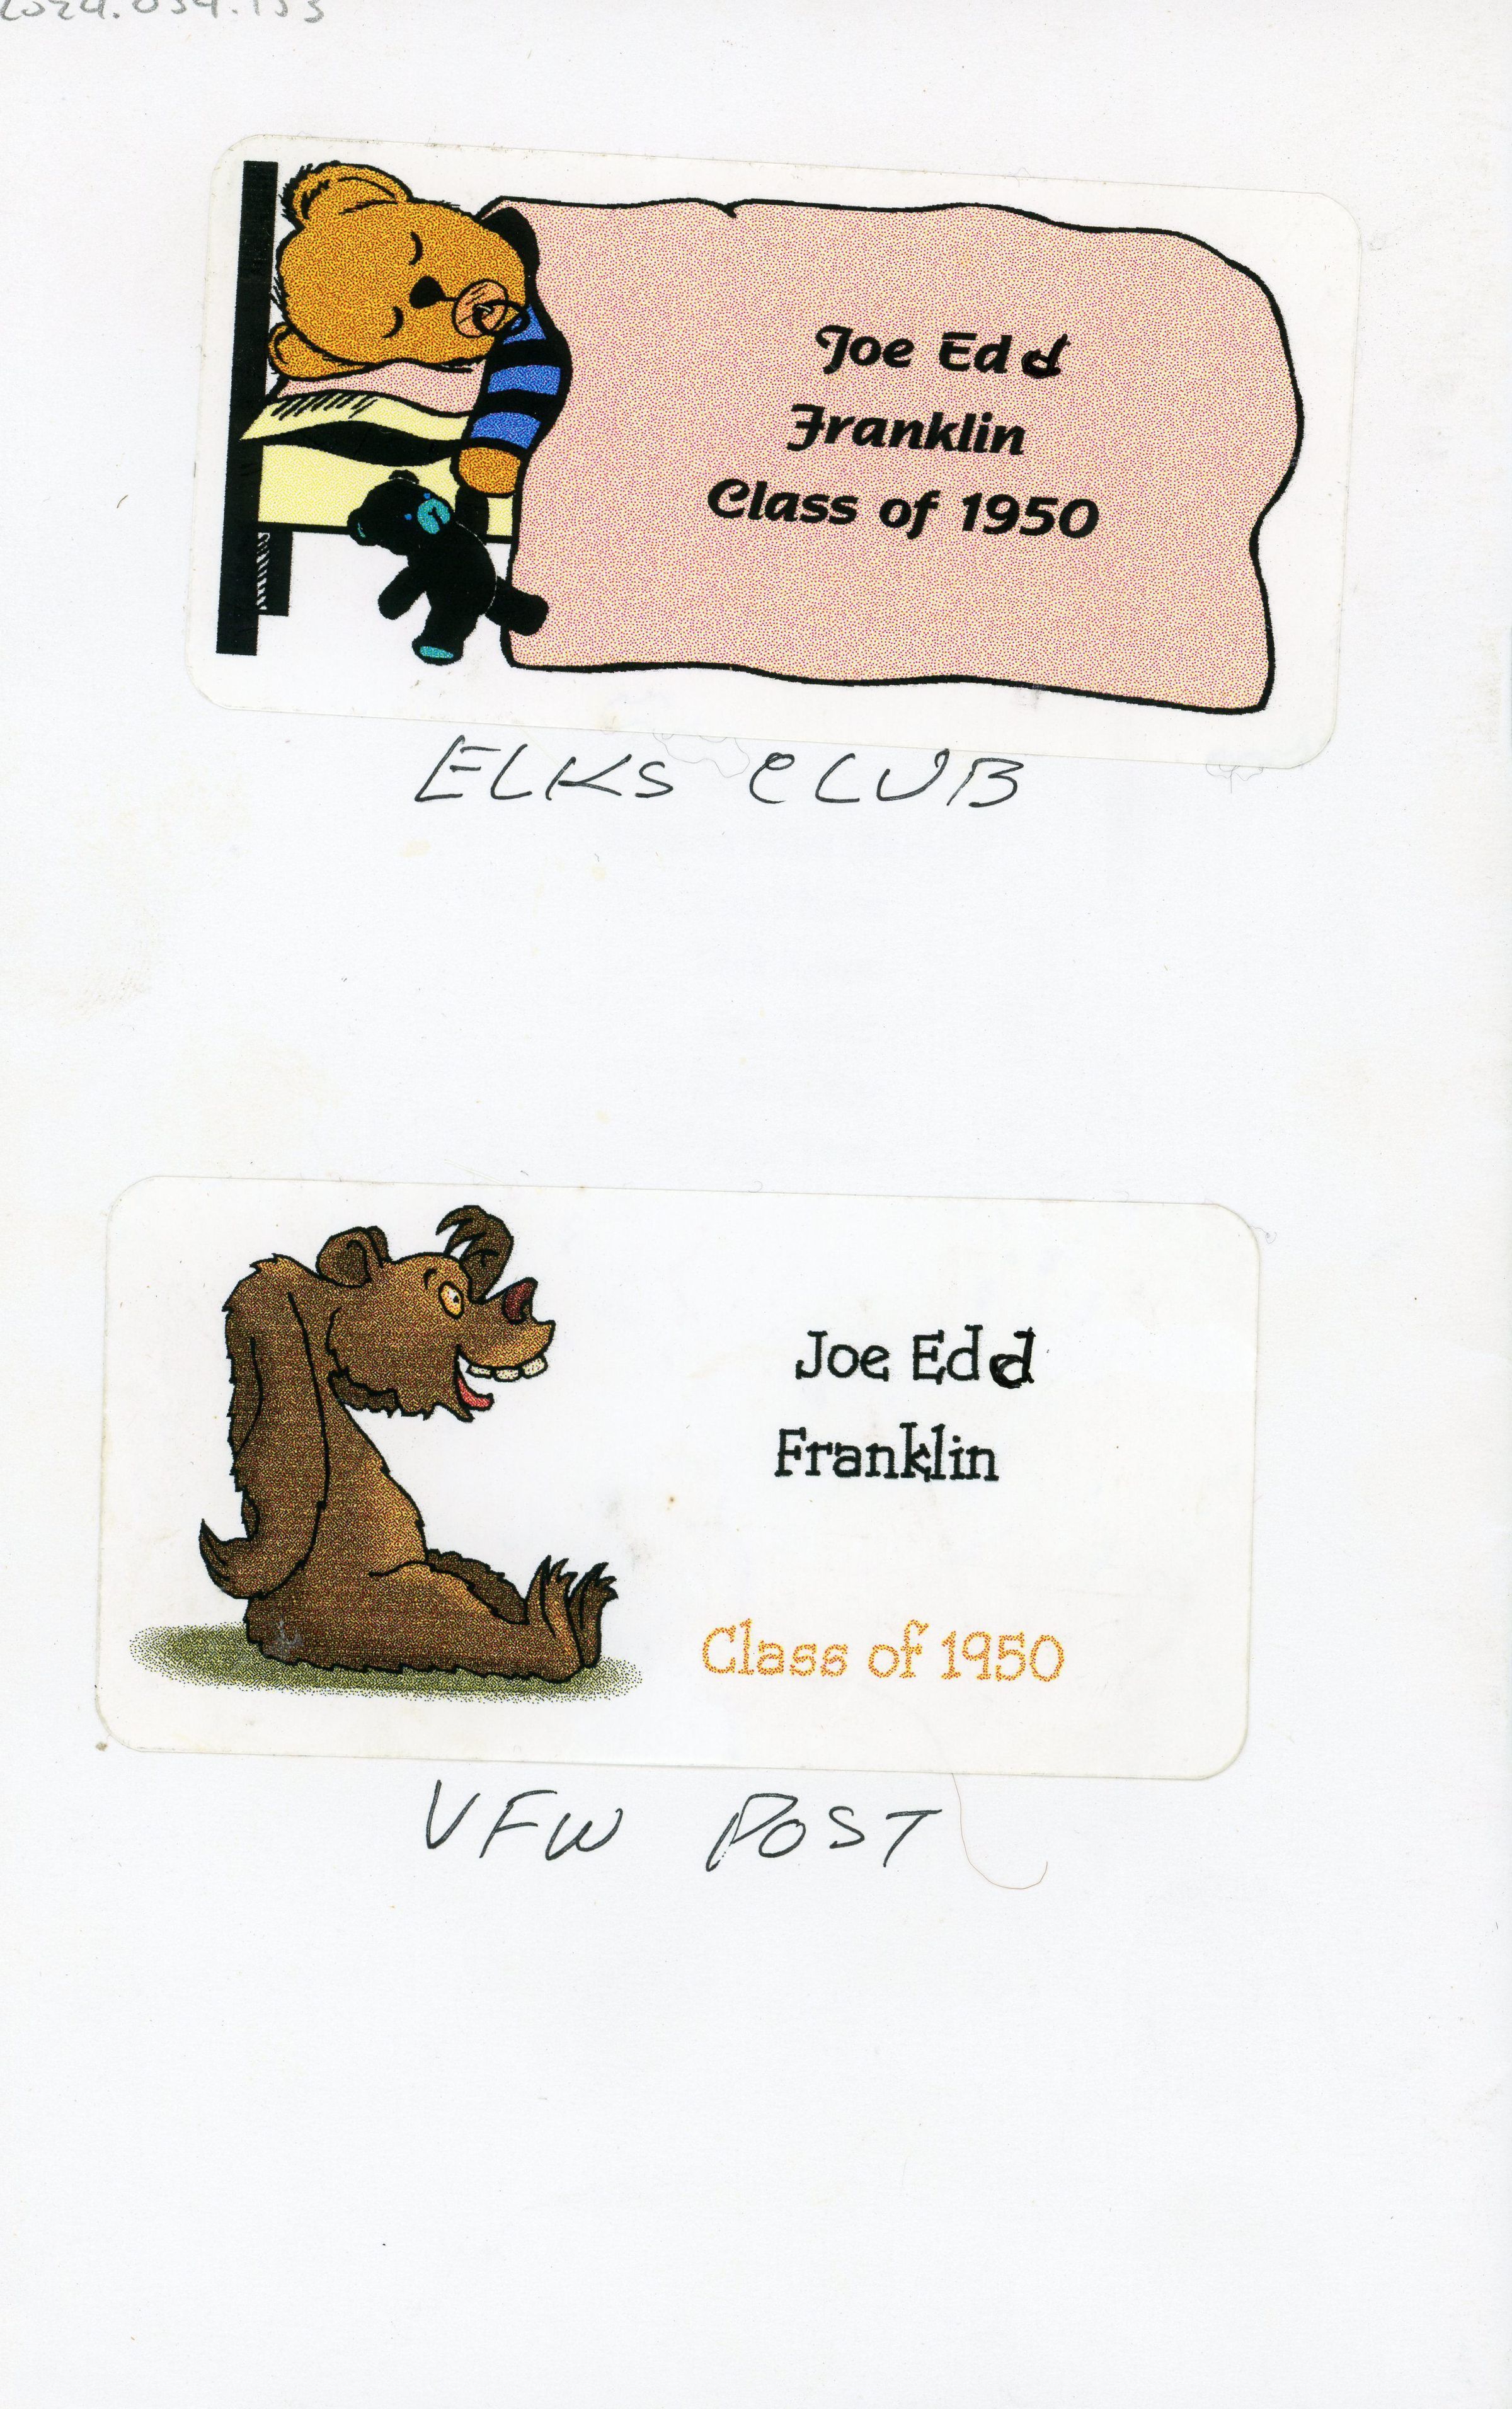 Joe Edd
Franklin
Class of 1950
ELKS CLUB
Joe Edd
Franklin
Class of 1950
VFW POST